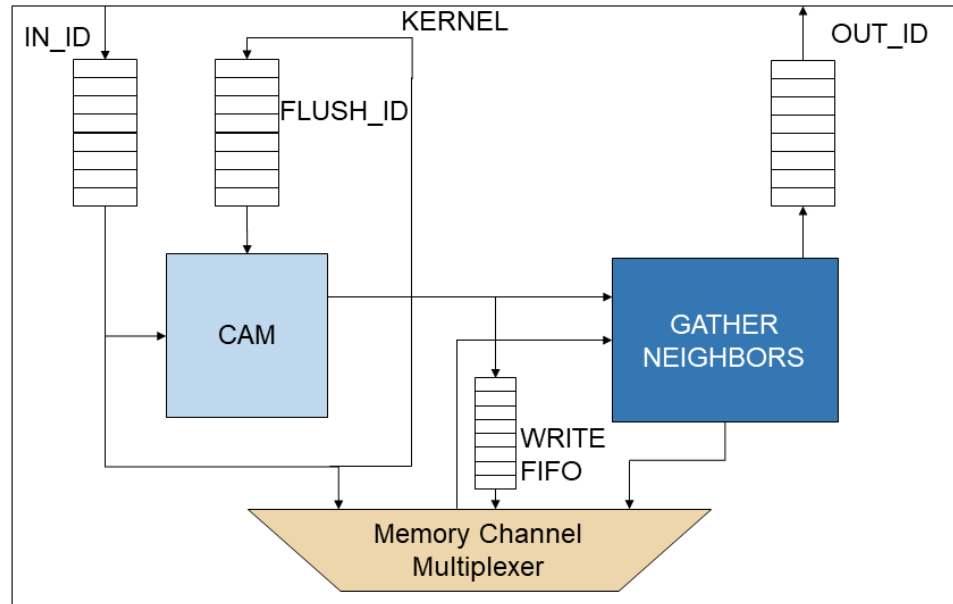 KERNEL
IN_ID
OUT_ID
FLUSH_ID
CAM
GATHER
NEIGHBORS
WRITE
FIFO
Memory Channel
Multiplexer